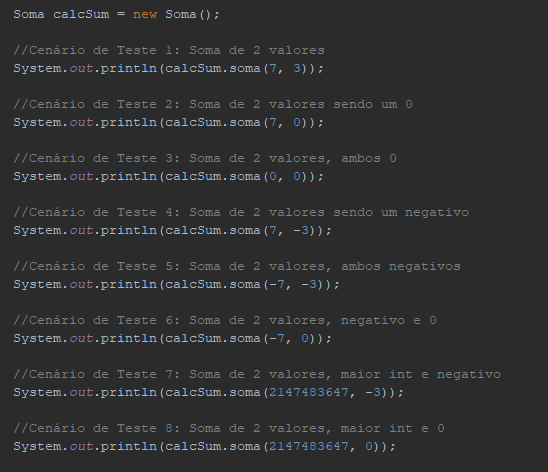 Soma calcSum = new Soma();
//Cenário de Teste 1: Soma de 2 valores
System.out.println(calcSum.soma(7, 3));
//Cenário de Teste 2: Soma de 2 valores sendo um 0
System.out.println(calcSum.soma(7, 0));
//Cenário de Teste 3: Soma de 2 valores, ambos 0
System.out.println(calcSum.soma(0, 0));
//Cenário de Teste 4: Soma de 2 valores sendo um negativo
System.out.println(calcSum.soma(7, -3));
//Cenário de Teste 5: Soma de 2 valores, ambos negativos
System.out.println(calcSum.soma(-7, -3));
//Cenário de Teste 6: Soma de 2 valores, negativo e 0
System.out.println(calcSum.soma(-7, 0));
//Cenário de Teste 7: Soma de 2 valores, maior int e negativo
System.out.println(calcSum.soma(2147483647, -3));
//Cenário de Teste 8: Soma de 2 valores, maior int e 0
System.out.println(calcSum.soma(2147483647, 0));